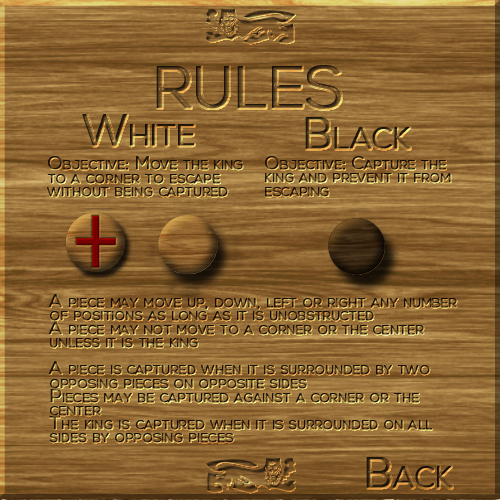 RULES
WHITE
BLACK
OBJECTIVE: MOVE THE KING
TO A CORNER TO ESCAPE
WITHOUT BEING CAPTURED
OBJECTIVE: CAPTURE THE
KING AND PREVENT IT FROM
ESCAPING
A PIECE MAY MOVE UP, DOWN, LEFT OR RIGHT ANY NUMBER
OF POSITIONS AS LONG AS IT IS UNOBSTRUCTED
A PIECE MAY NOT MOVE TO A CORNER OR THE CENTER
UNLESS IT IS THE KING
A PIECE IS CAPTURED WHEN IT IS SURROUNDED BY TWO
OPPOSING PIECES ON OPPOSITE SIDES
PIECES MAY BE CAPTURED AGAINST A CORNER OR THE
CENTER
THE KING IS CAPTURED WHEN IT IS SURROUNDED ON ALL
SIDES BY OPPOSING PIECES
BACK